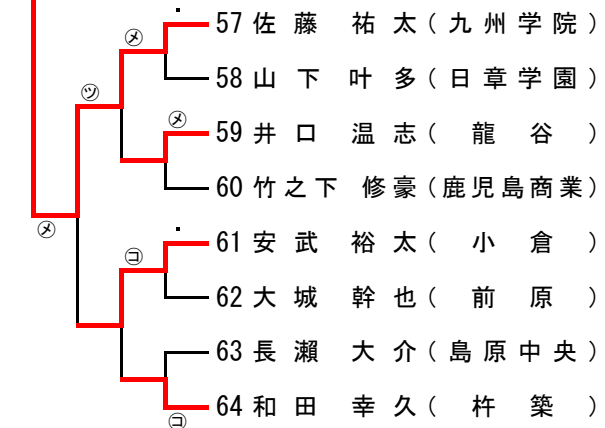 57 佐藤 祐太 (九州学院)
㋱
58 山下 叶多 (日章学園)
㋡
㋱
59 井口 温志 (龍谷)
60 竹之下 修豪 (鹿児島商業)
㋱
61 安武 裕太 (小倉)
㋙
62 大城 幹也 (前原)
63 長瀬 大介 (島原中央)
64 和田 幸久 (杵築)
㋙